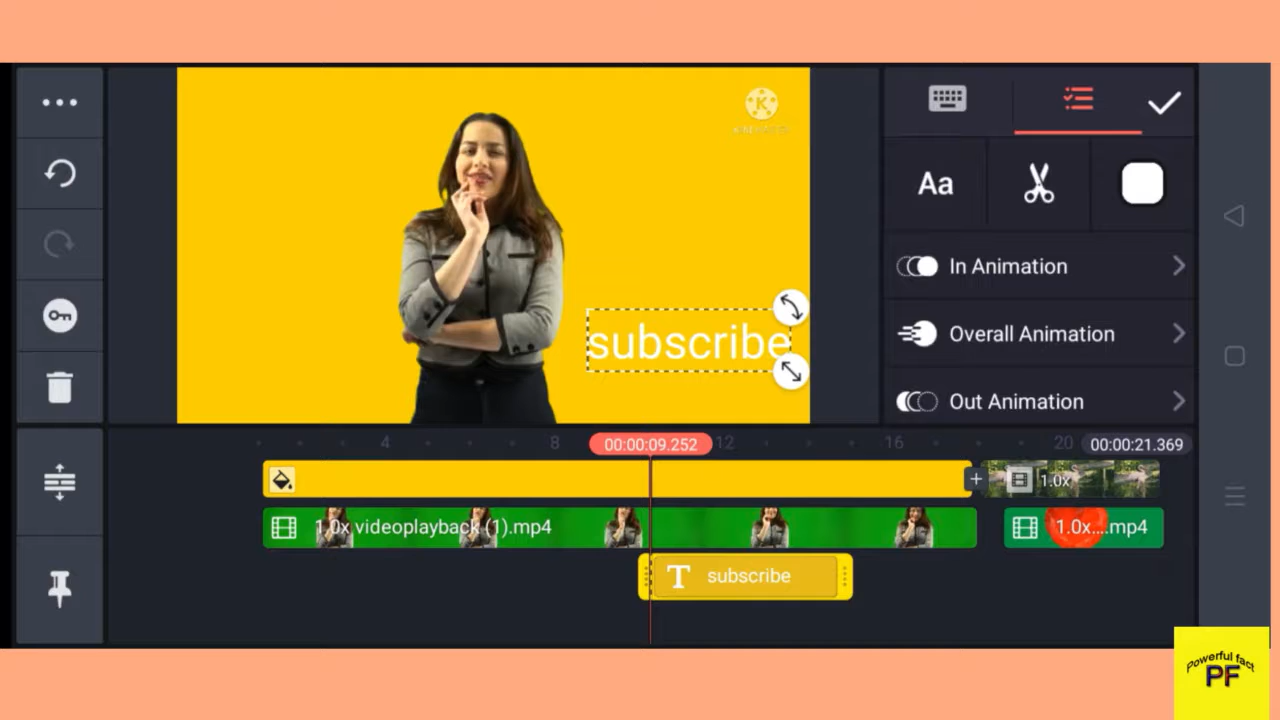 K
KINEMASTER
Aa
In Animation
subscribe
Overall Animation
Out Animation
4
8
00:00:09.252
12
16
20
00:00:21.369
1.0x
1.0x videoplayback (1).mp4
1.0x....mp4
T subscribe
Powerful fact
PF